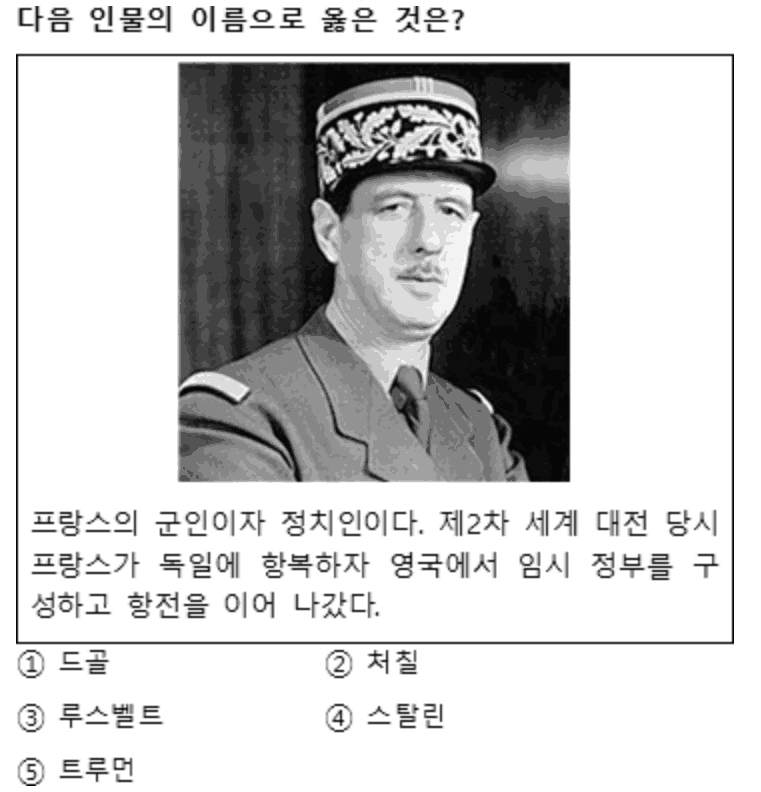 다음 인물의 이름으로 옳은 것은?
프랑스의 군인이자 정치인이다. 제2차 세계 대전 당시
프랑스가 독일에 항복하자 영국에서 임시 정부를 구
성하고 항전을 이어 나갔다.
① 드골 ② 처칠
③ 루스벨트 ④ 스탈린
⑤ 트루먼